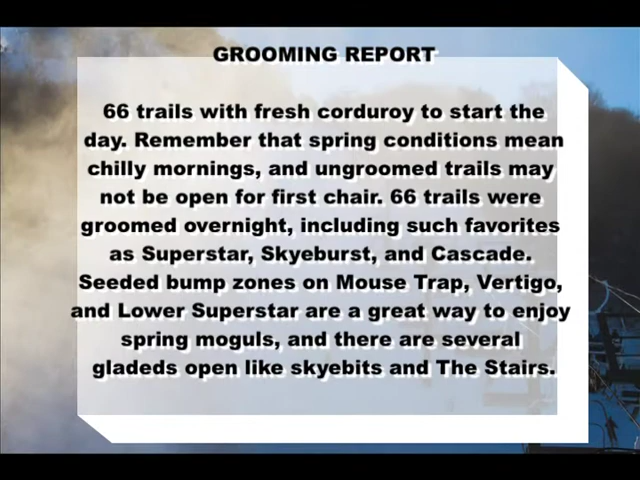 GROOMING REPORT
66 trails with fresh corduroy to start the
day. Remember that spring conditions mean
chilly mornings, and ungroomed trails may
not be open for first chair. 66 trails were
groomed overnight, including such favorites
as Superstar, Skyeburst, and Cascade.
Seeded bump zones on Mouse Trap, Vertigo,
and Lower Superstar are a great way to enjoy
spring moguls, and there are several
gladeds open like skyebits and The Stairs.